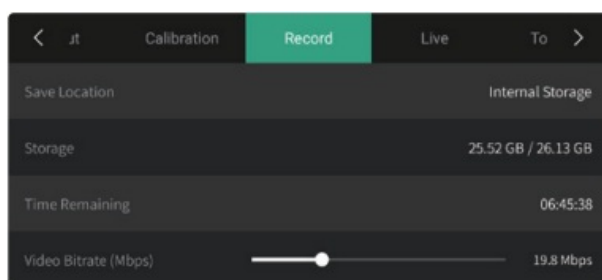 ut Calibration Record Live To
Save Location Internal Storage
Storage 25.52 GB / 26.13 GB
Time Remaining 06:45:38
Video Bitrate (Mbps) 19.8 Mbps